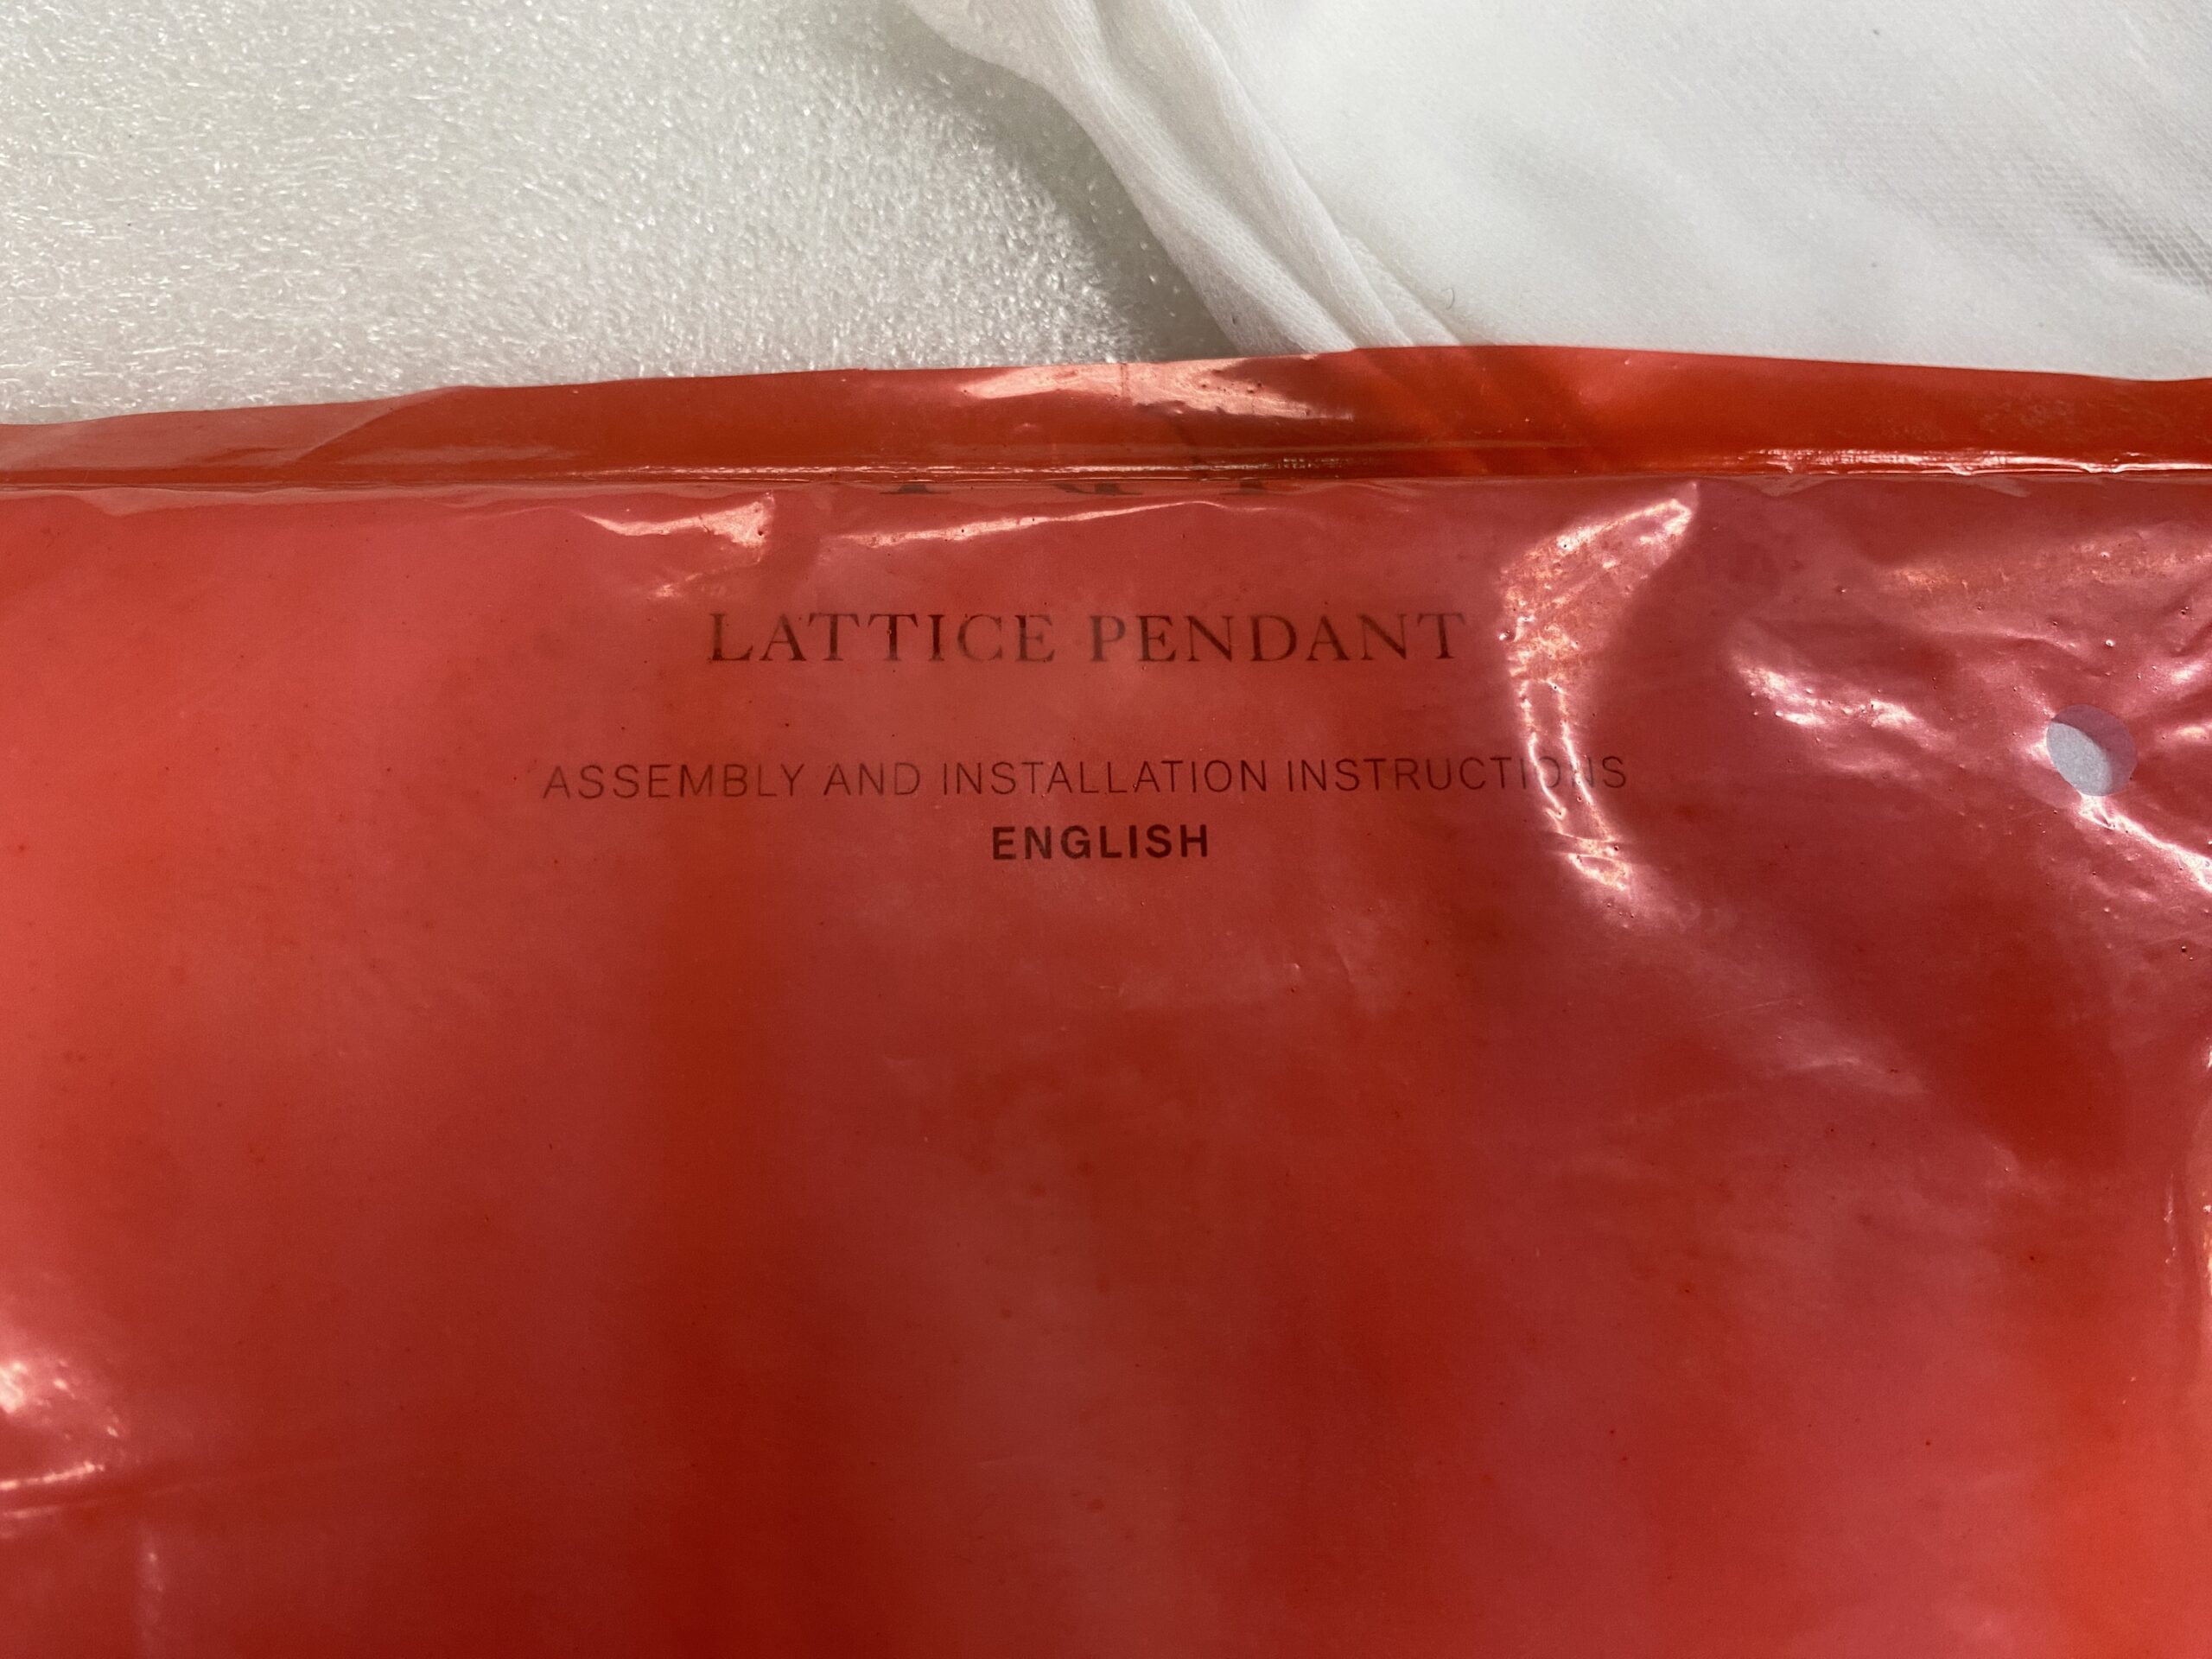 LATTICE PENDANT
ASSEMBLY AND INSTALLATION INSTRUCTIONS
ENGLISH